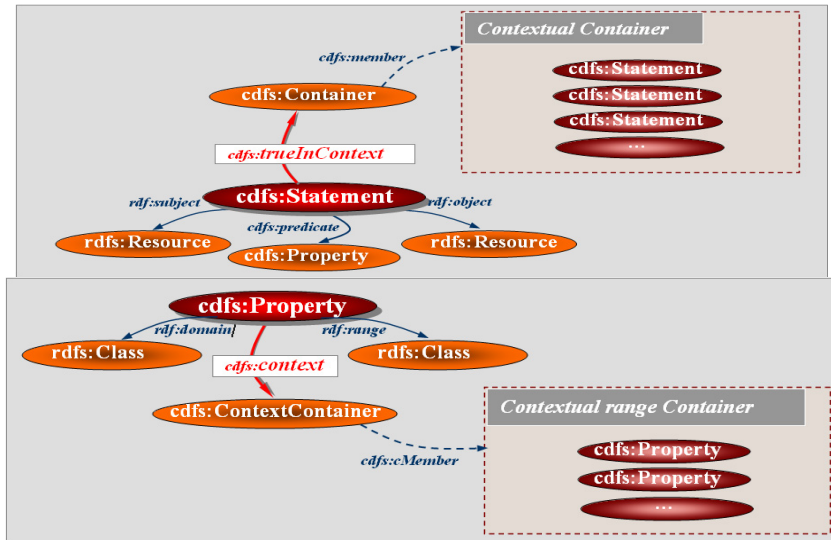 Contextual Container
cdfs:member
cdfs:Statement
cdfs:Container
cdfs:Statement
cdfs:Statement
...
cdfs:trueInContext
cdfs:Statement
rdf:subject
rdf:object
cdfs:predicate
rdfs:Resource
rdfs:Resource
cdfs:Property
cdfs:Property
rdf:domain
rdf:range
rdfs:Class
rdfs:Class
cdfs:context
cdfs:ContextContainer
Contextual range Container
cdfs:cMember
cdfs:Property
cdfs:Property
...